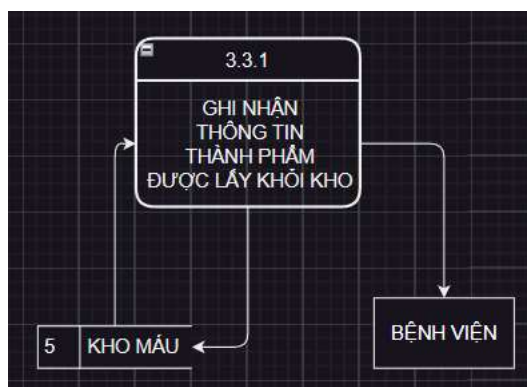 3.3.1
GHI NHẬN
THÔNG TIN
THÀNH PHẨM
ĐƯỢC LẤY KHỎI KHO
5 KHO MÁU
BỆNH VIỆN